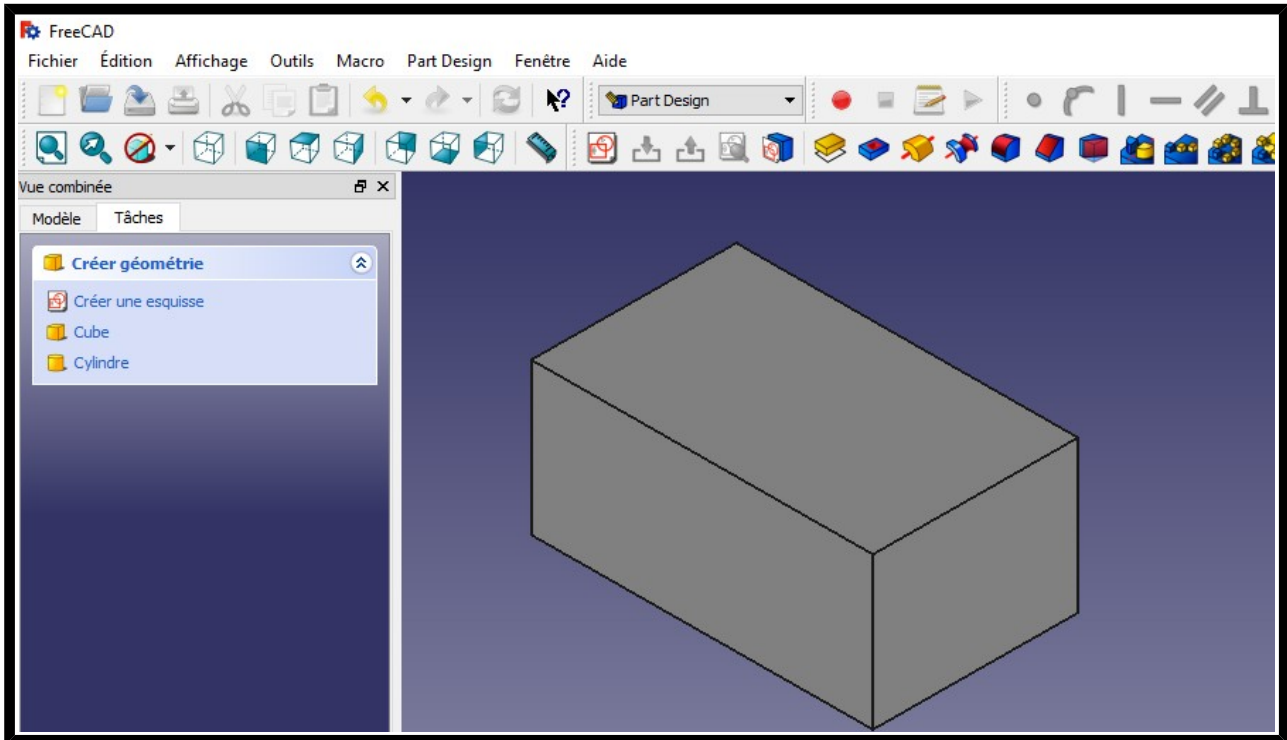 FreeCAD
Fichier Édition Affichage Outils Macro Part Design Fenêtre Aide
Part Design
Vue combinée
Modèle Tâches
Créer géométrie
Créer une esquisse
Cube
Cylindre